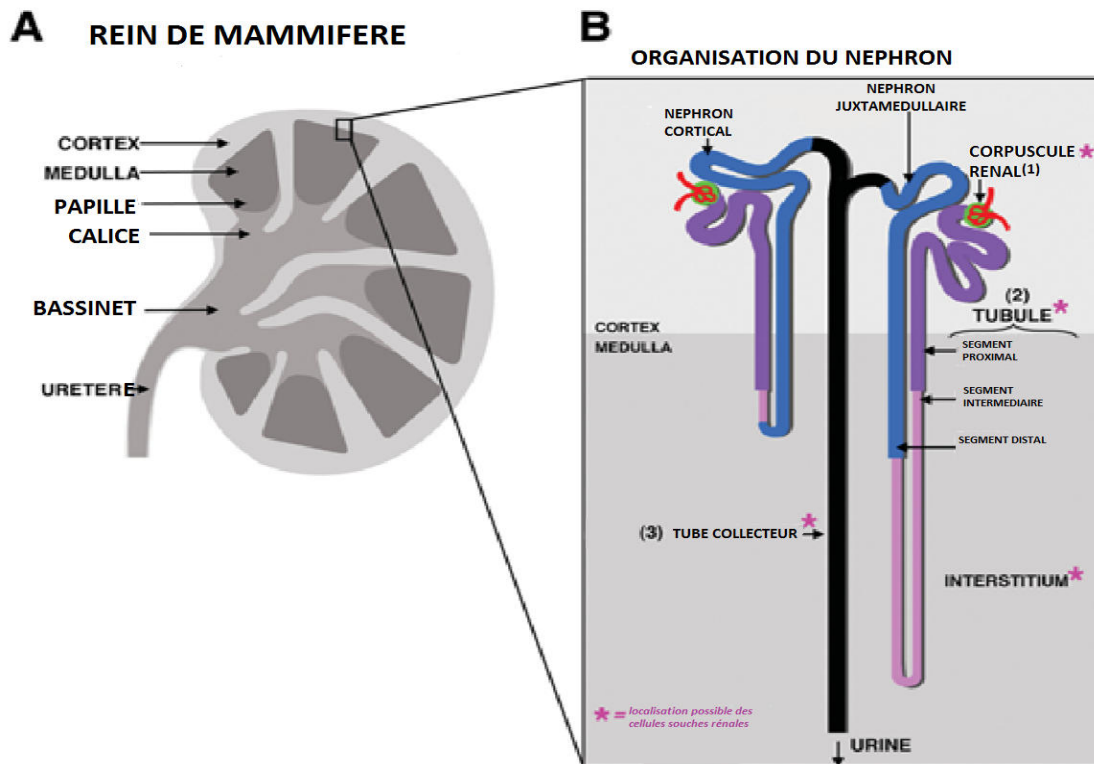 A
REIN DE MAMMIFERE
CORTEX
MEDULLA
PAPILLE
CALICE
BASSINET
URETERE
B
ORGANISATION DU NEPHRON
NEPHRON
CORTICAL
NEPHRON
JUXTAMEDULLAIRE
CORPUSCULE *
RENAL(1)
(2)
TUBULE*
CORTEX
MEDULLA
SEGMENT
PROXIMAL
SEGMENT
INTERMEDIAIRE
SEGMENT DISTAL
(3) TUBE COLLECTEUR *
INTERSTITIUM*
* = localisation possible des
cellules souches rénales
URINE